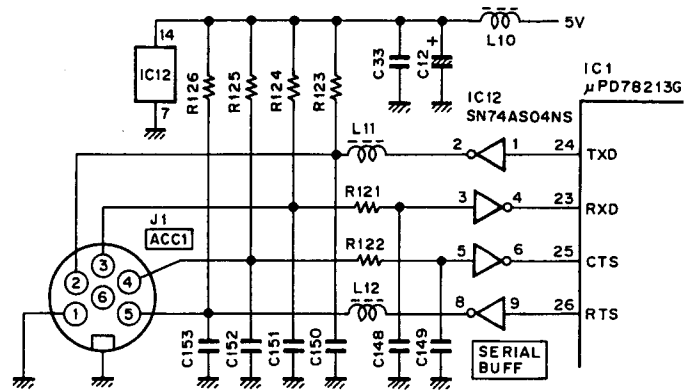 14
5V
L10
IC12
R126
R125
R124
R123
C33
C12
+
IC1
µPD78213G
IC12
SN74AS04NS
7
L11
2
1
24
TXD
R121
3
4
23
RXD
J1
ACC1
R122
5
6
25
CTS
3
2
4
6
1
5
L12
8
9
26
RTS
C153
C152
C151
C150
C148
C149
SERIAL
BUFF